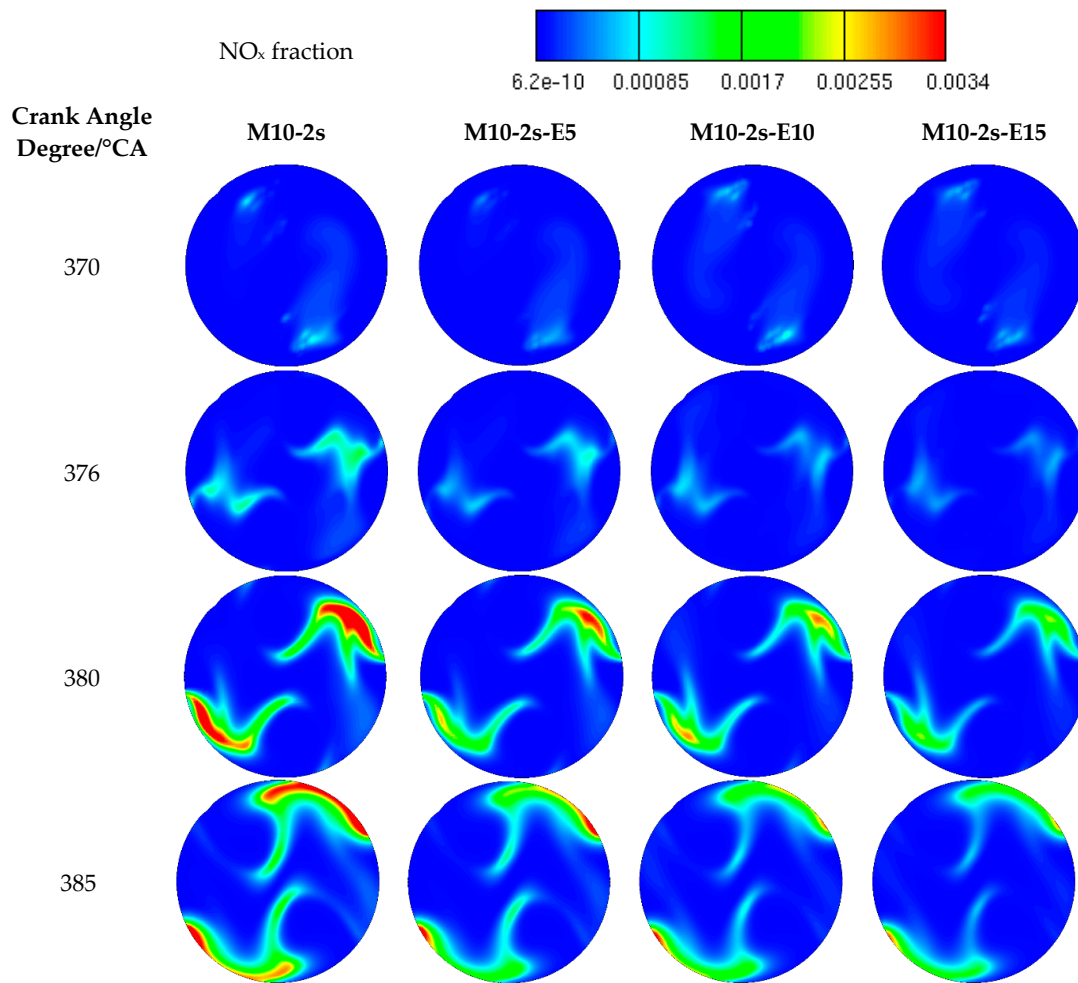 NOₓ fraction
6.2e-10 0.00085 0.0017 0.00255 0.0034
Crank Angle
Degree/°CA
M10-2s M10-2s-E5 M10-2s-E10 M10-2s-E15
370
376
380
385